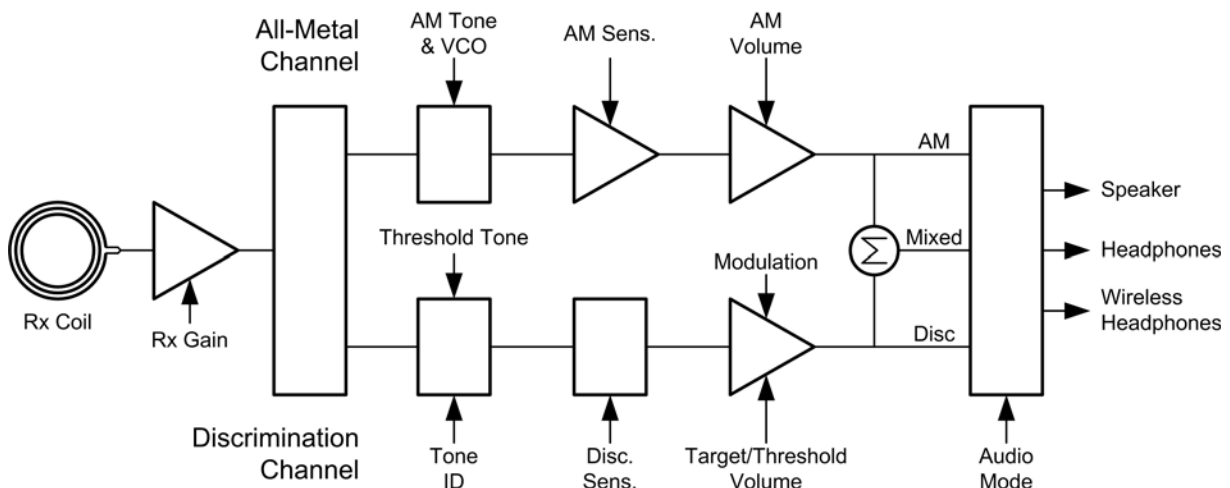 All-Metal
Channel
AM Tone
& VCO
AM Sens.
AM
Volume
AM
Speaker
Rx Coil
Rx Gain
Threshold Tone
Modulation
Σ
Mixed
Headphones
Wireless
Headphones
Disc
Discrimination
Channel
Tone
ID
Disc.
Sens.
Target/Threshold
Volume
Audio
Mode